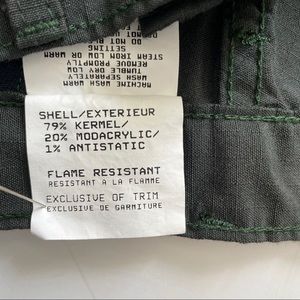 MACHINE WASH WARM
WASH SEPARATELY
TUMBLE DRY LOW
REMOVE PROMPTLY
STEAM IRON LOW OR WARM
SETTING
DO NOT
SHELL/EXTERIEUR
79% KERMEL/
20% MODACRYLIC/
1% ANTISTATIC
FLAME RESISTANT
RESISTANT A LA FLAMME
EXCLUSIVE OF TRIM
EXCLUSIVE DE GARNITURE